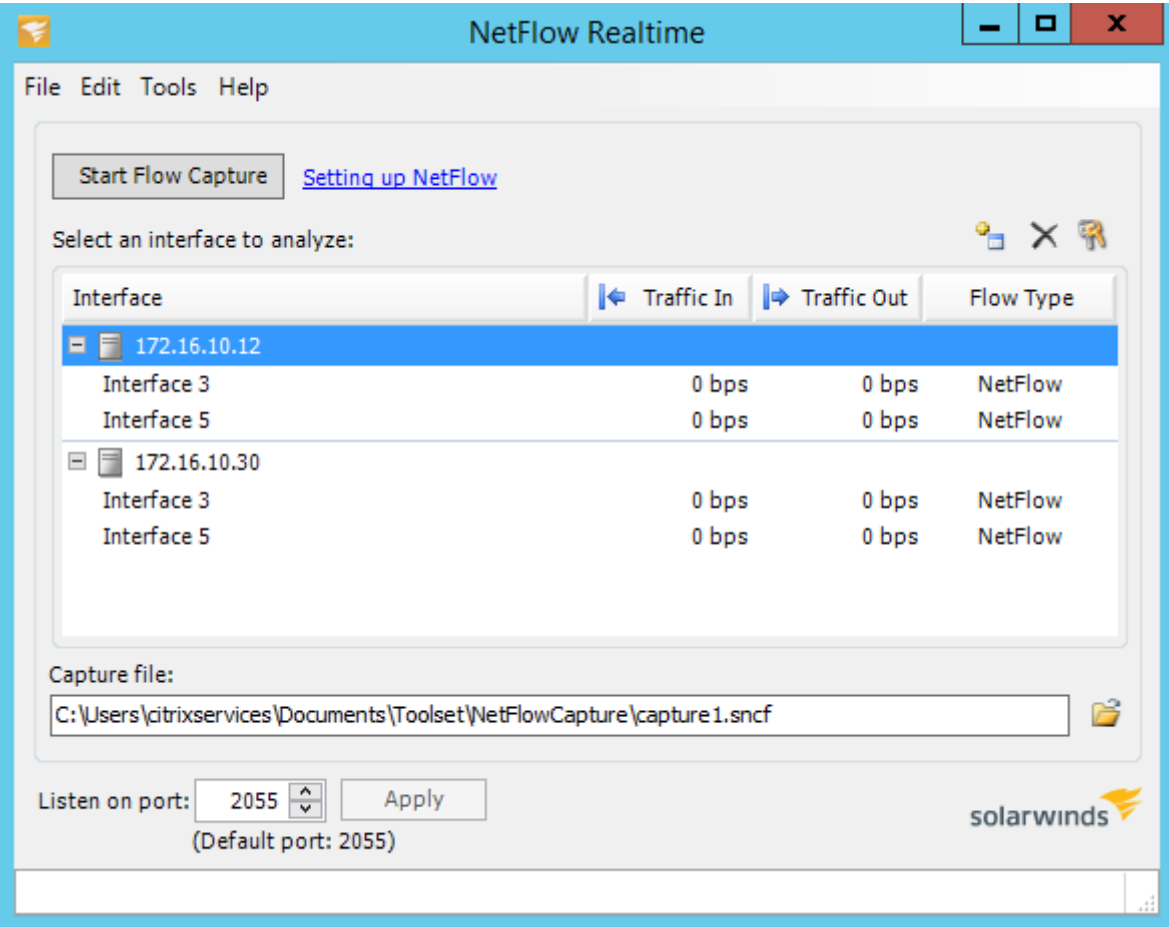 NetFlow Realtime
File Edit Tools Help
Start Flow Capture Setting up NetFlow
Select an interface to analyze:
Interface Traffic In Traffic Out Flow Type
172.16.10.12
Interface 3 0 bps 0 bps NetFlow
Interface 5 0 bps 0 bps NetFlow
172.16.10.30
Interface 3 0 bps 0 bps NetFlow
Interface 5 0 bps 0 bps NetFlow
Capture file:
C:\Users\citrixservices\Documents\Toolset\NetFlowCapture\capture1.sncf
Listen on port: 2055 Apply
(Default port: 2055)
solarwinds